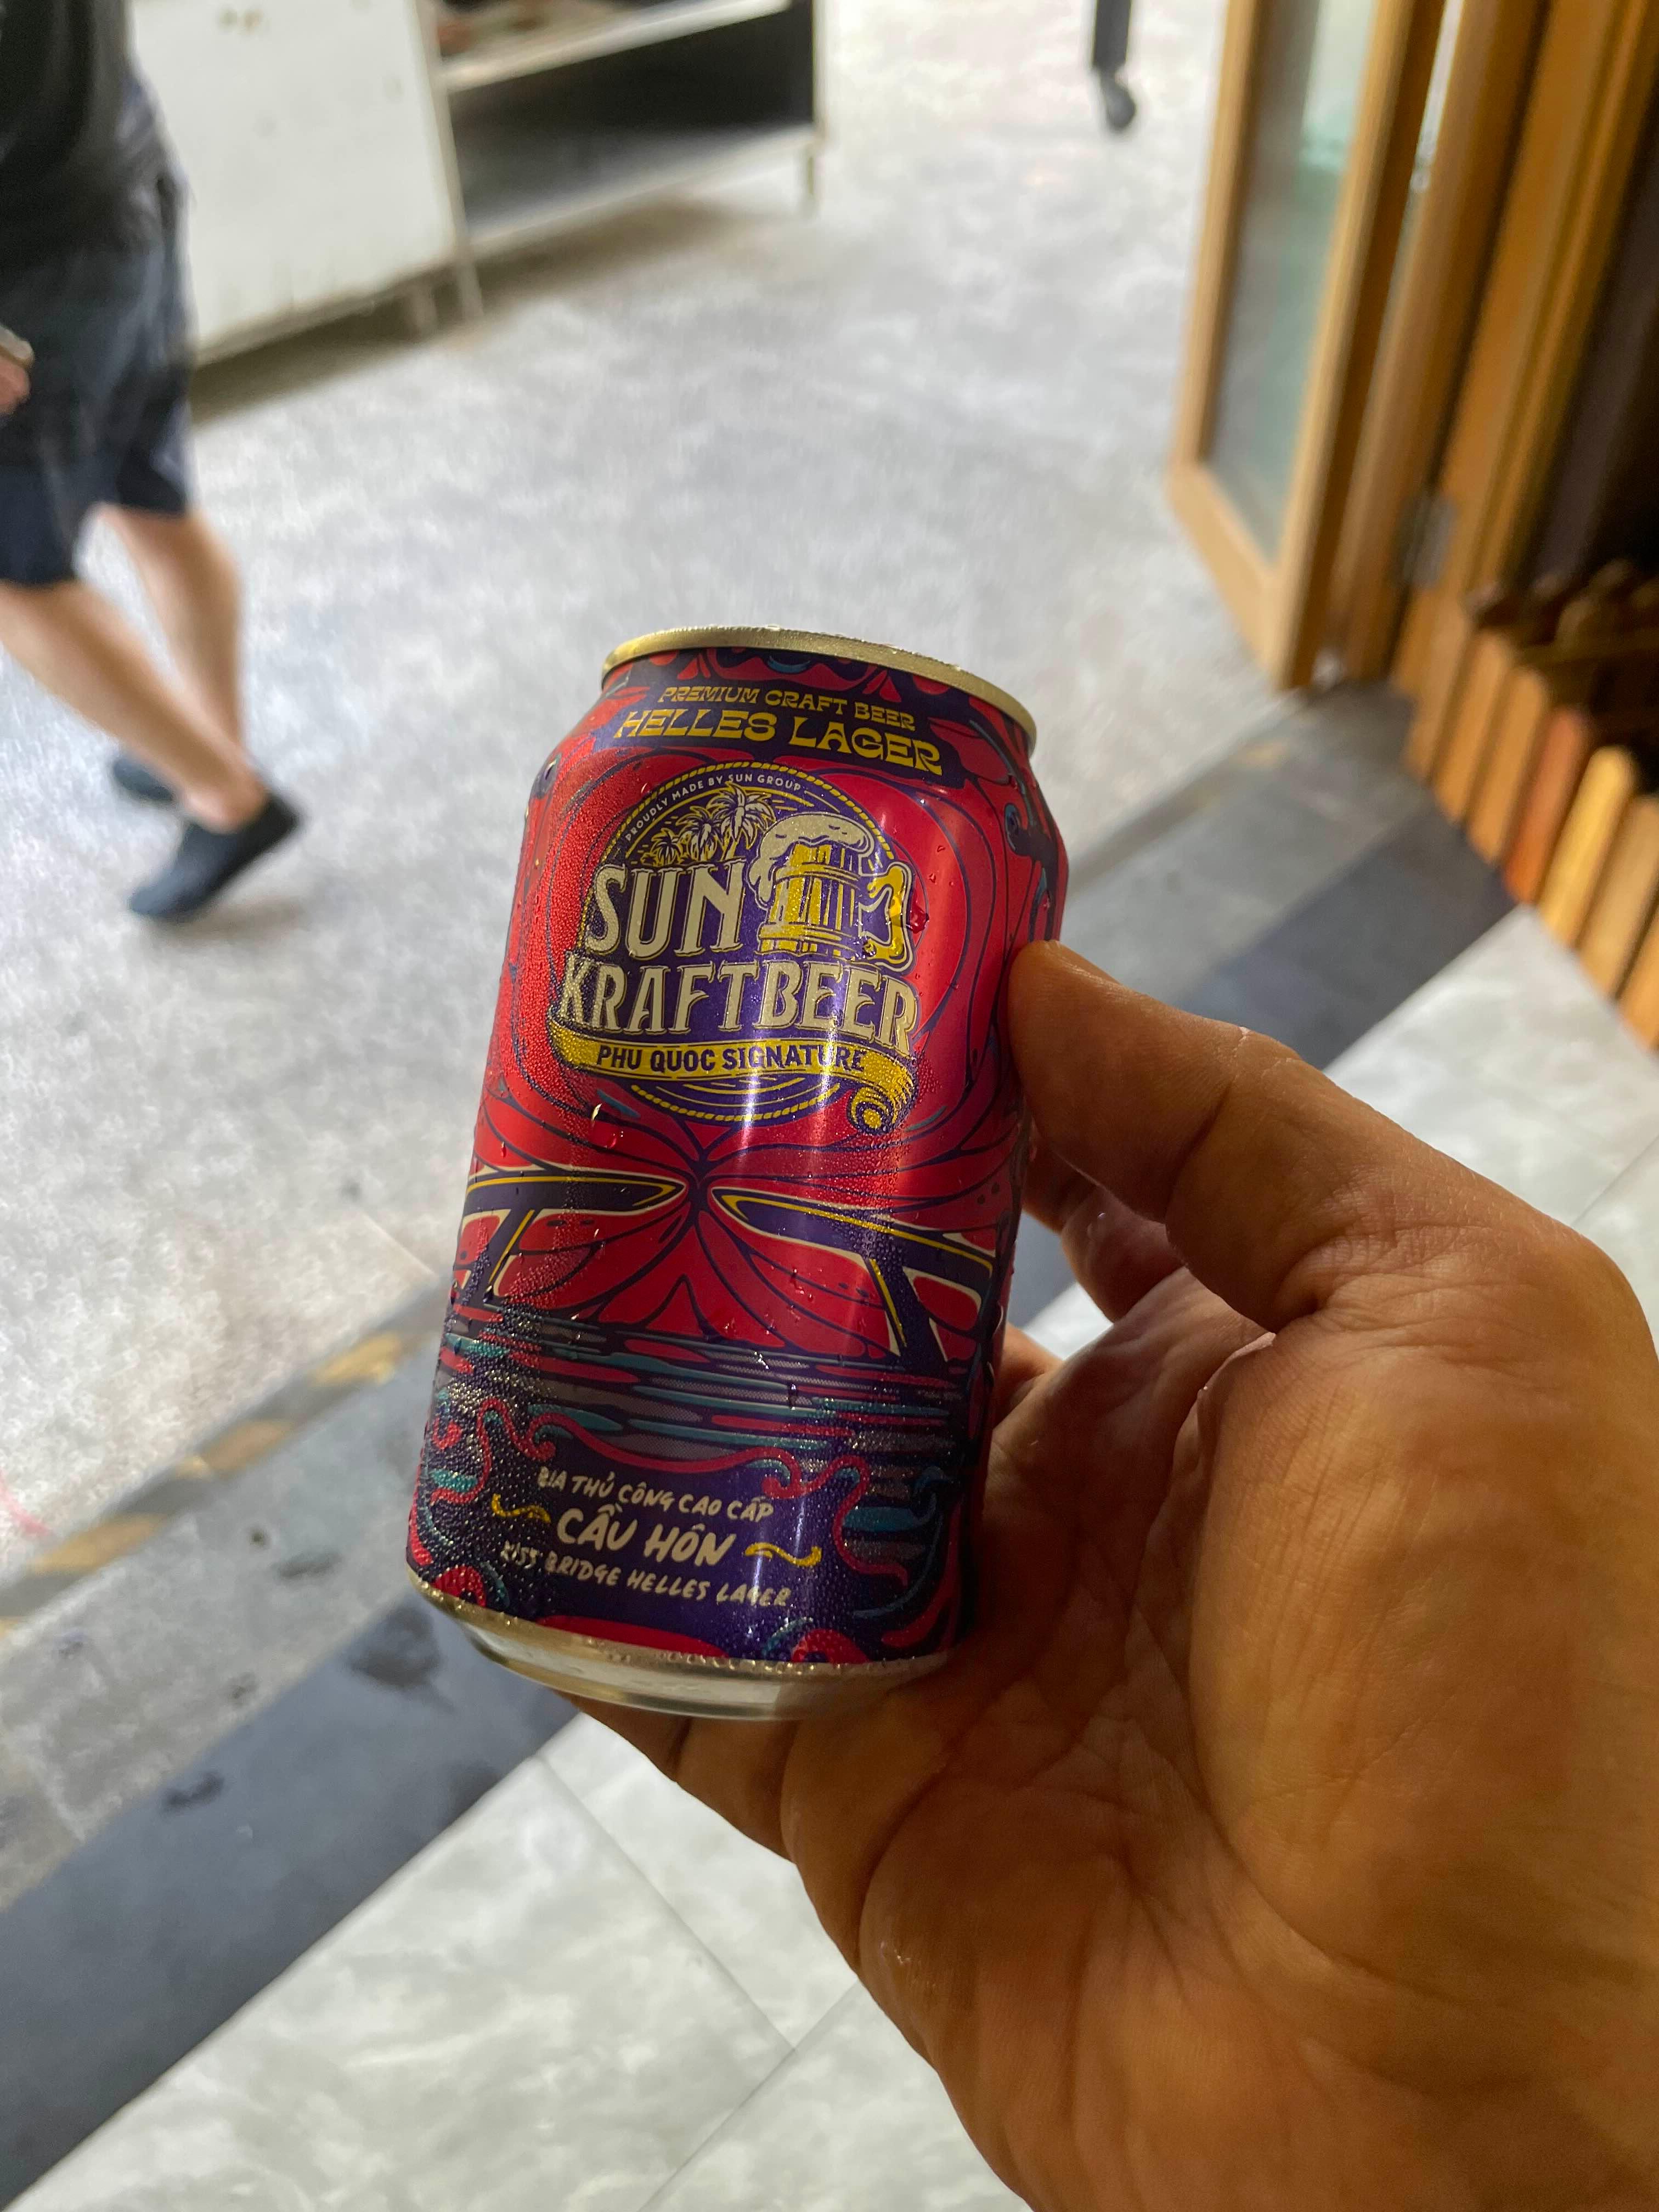 PREMIUM CRAFT BEER
HELLES LAGER
PROUDLY MADE BY SUN GROUP
SUN
KRAFTBEER
PHU QUOC SIGNATURE
BIA THỦ CÔNG CAO CẤP
CẦU HÔN
KISS BRIDGE HELLES LAGER